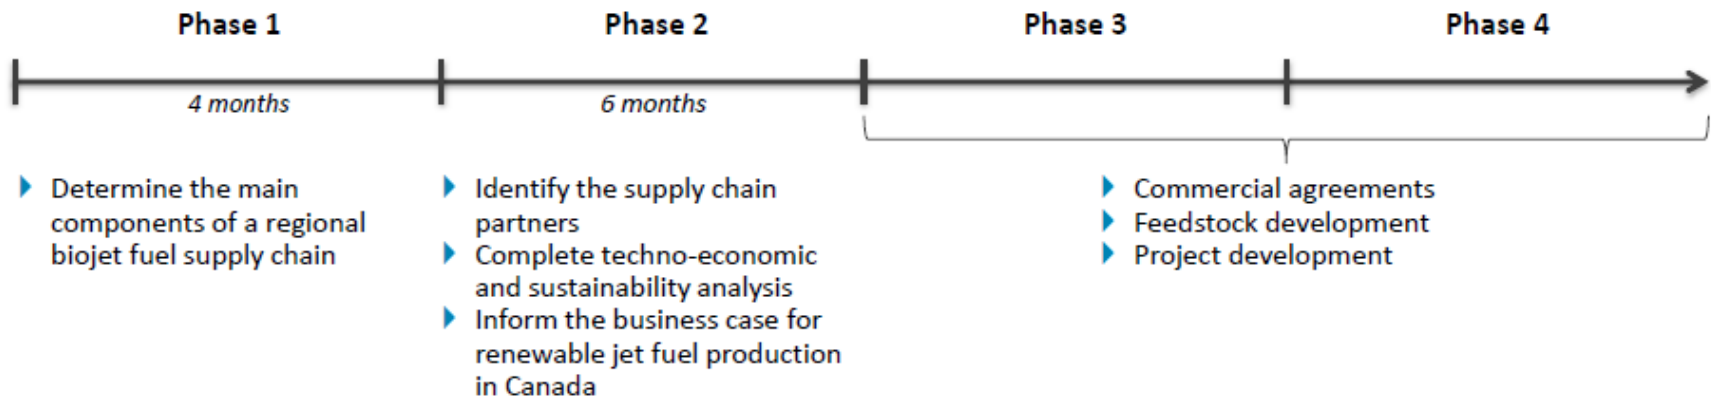 Phase 1
Phase 2
Phase 3
Phase 4
4 months
6 months
Determine the main
components of a regional
biojet fuel supply chain
Identify the supply chain
partners
Complete techno-economic
and sustainability analysis
Inform the business case for
renewable jet fuel production
in Canada
Commercial agreements
Feedstock development
Project development